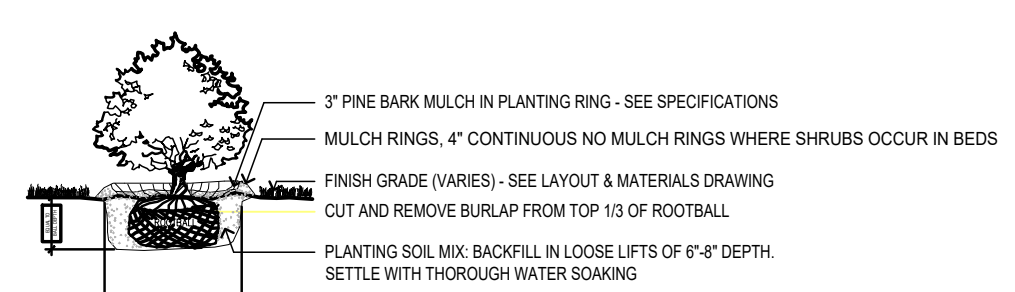 3" PINE BARK MULCH IN PLANTING RING - SEE SPECIFICATIONS
MULCH RINGS, 4" CONTINUOUS NO MULCH RINGS WHERE SHRUBS OCCUR IN BEDS
FINISH GRADE (VARIES) - SEE LAYOUT & MATERIALS DRAWING
CUT AND REMOVE BURLAP FROM TOP 1/3 OF ROOTBALL
PLANTING SOIL MIX: BACKFILL IN LOOSE LIFTS OF 6"-8" DEPTH.
SETTLE WITH THOROUGH WATER SOAKING
ROOTBALL